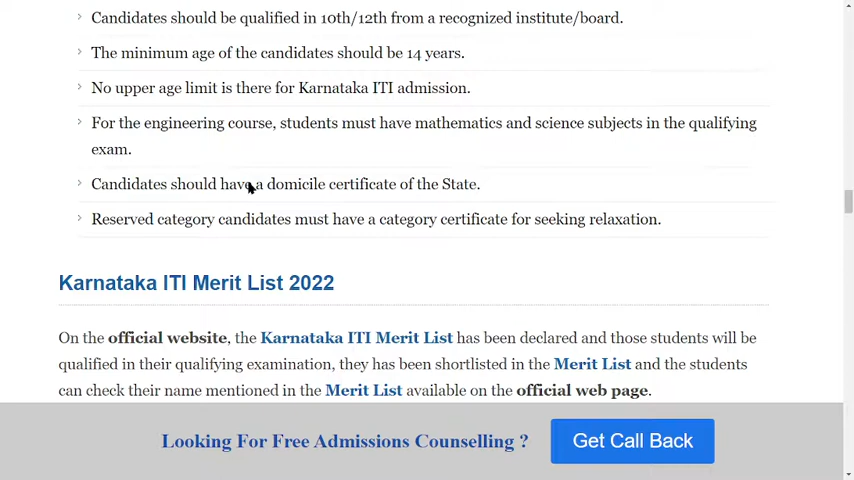 Candidates should be qualified in 10th/12th from a recognized institute/board.
The minimum age of the candidates should be 14 years.
No upper age limit is there for Karnataka ITI admission.
For the engineering course, students must have mathematics and science subjects in the qualifying
exam.
Candidates should have a domicile certificate of the State.
Reserved category candidates must have a category certificate for seeking relaxation.
Karnataka ITI Merit List 2022
On the official website, the Karnataka ITI Merit List has been declared and those students will be
qualified in their qualifying examination, they has been shortlisted in the Merit List and the students
can check their name mentioned in the Merit List available on the official web page.
Looking For Free Admissions Counselling ?
Get Call Back